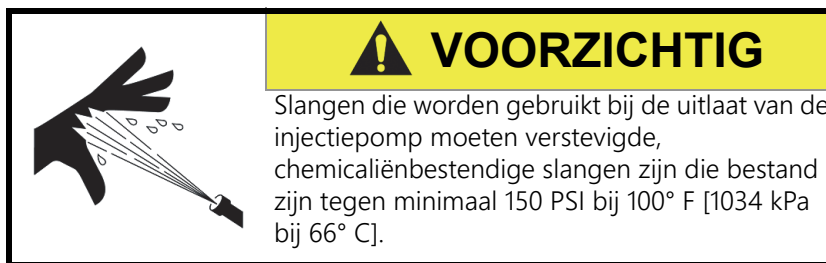 VOORZICHTIG
Slangen die worden gebruikt bij de uitlaat van de
injectiepomp moeten verstevigde,
chemicaliënbestendige slangen zijn die bestand
zijn tegen minimaal 150 PSI bij 100° F [1034 kPa
bij 66° C].